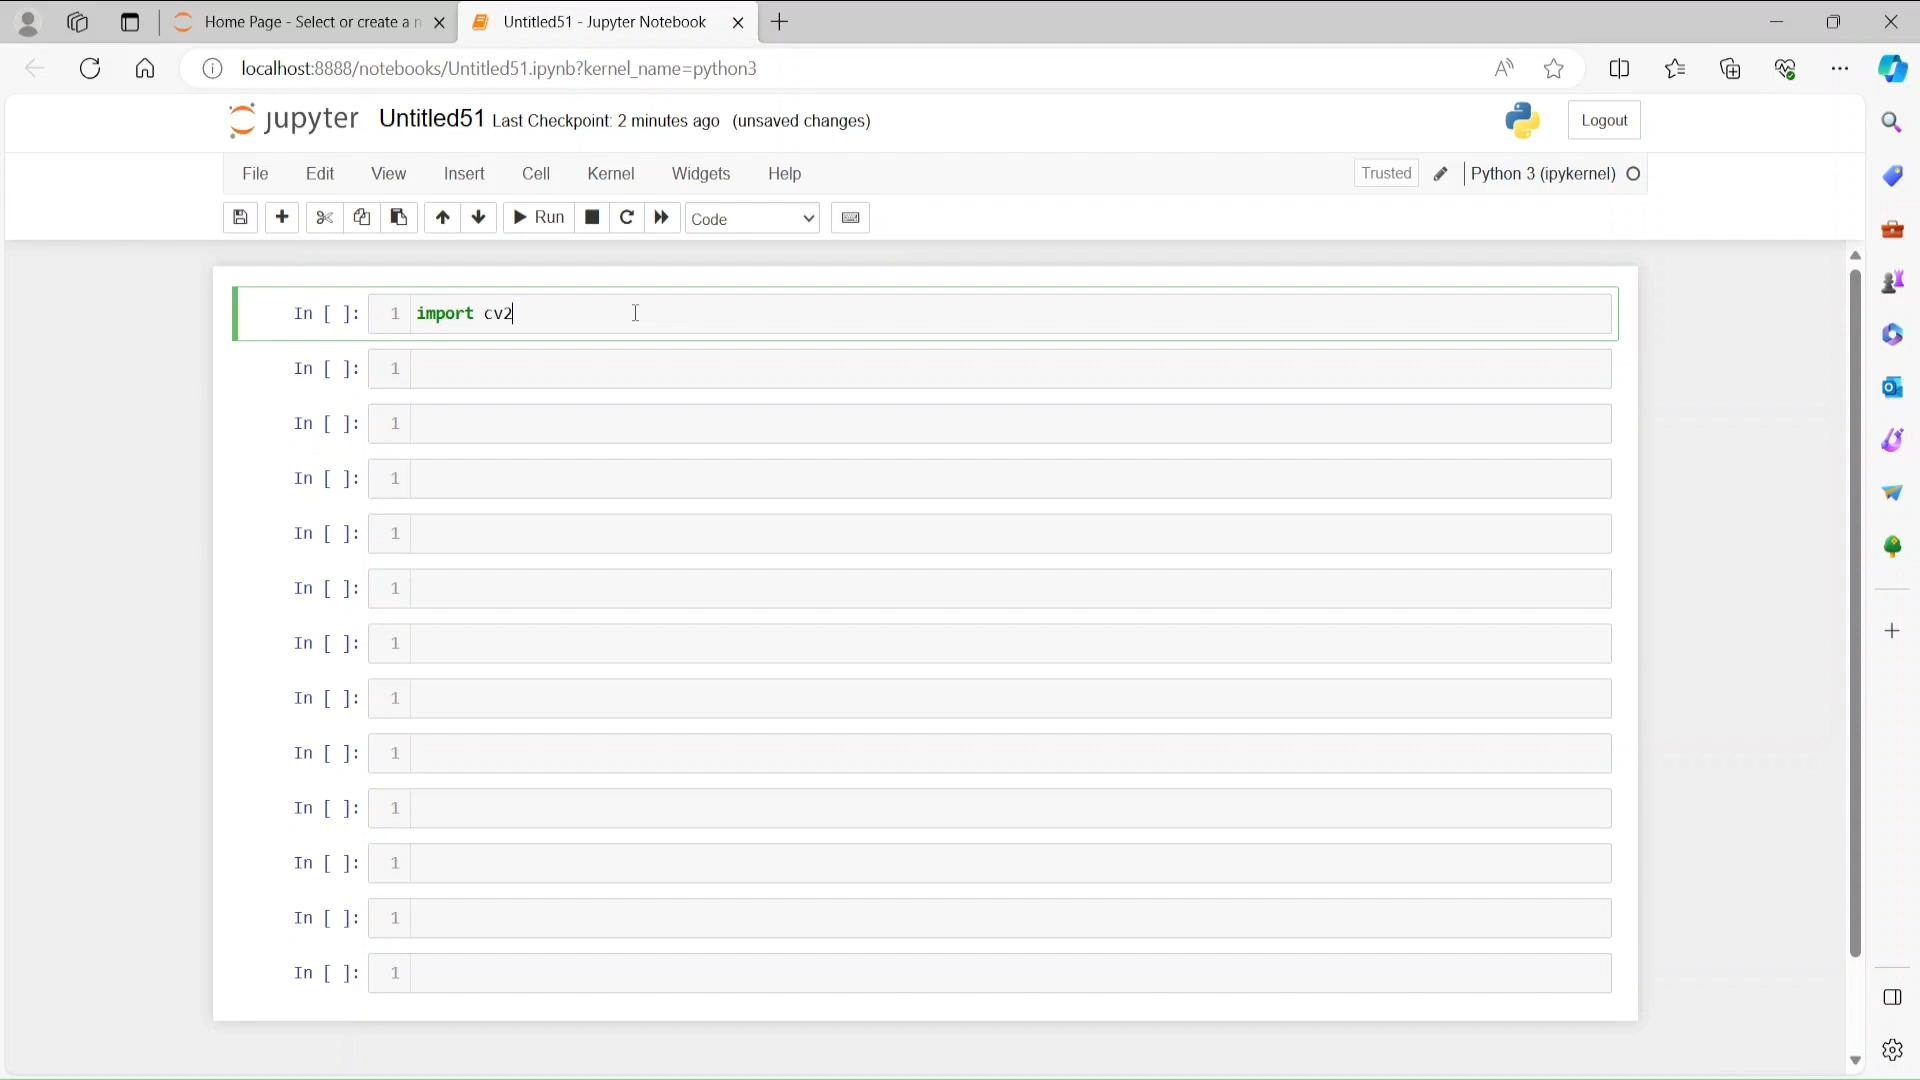 Home Page - Select or create a n
Untitled51 - Jupyter Notebook
localhost:8888/notebooks/Untitled51.ipynb?kernel_name=python3
jupyter Untitled51 Last Checkpoint: 2 minutes ago (unsaved changes)
Logout
File Edit View Insert Cell Kernel Widgets Help
Trusted Python 3 (ipykernel)
Run Code
In [ ]: 1 import cv2
In [ ]: 1
In [ ]: 1
In [ ]: 1
In [ ]: 1
In [ ]: 1
In [ ]: 1
In [ ]: 1
In [ ]: 1
In [ ]: 1
In [ ]: 1
In [ ]: 1
In [ ]: 1